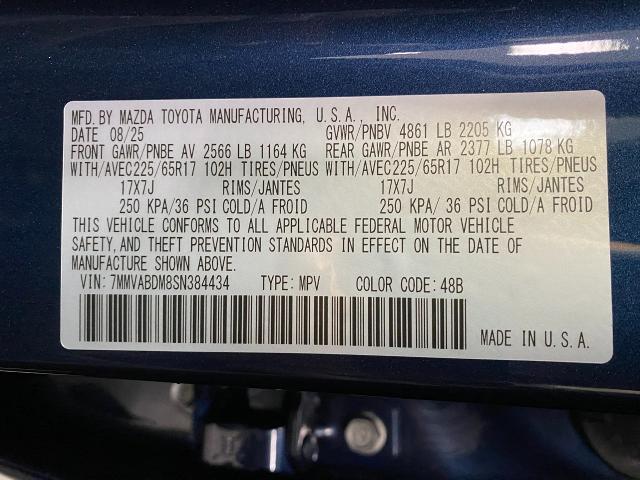 MFD. BY MAZDA TOYOTA MANUFACTURING, U.S.A., INC.
DATE 08/25 GVWR/PNBV 4861 LB 2205 KG
FRONT GAWR/PNBE AV 2566 LB 1164 KG REAR GAWR/PNBE AR 2377 LB 1078 KG
WITH/AVEC225/65R17 102H TIRES/PNEUS WITH/AVEC225/65R17 102H TIRES/PNEUS
17X7J RIMS/JANTES 17X7J RIMS/JANTES
250 KPA/36 PSI COLD/A FROID 250 KPA/36 PSI COLD/A FROID
THIS VEHICLE CONFORMS TO ALL APPLICABLE FEDERAL MOTOR VEHICLE
SAFETY, AND THEFT PREVENTION STANDARDS IN EFFECT ON THE DATE OF
MANUFACTURE SHOWN ABOVE.
VIN: 7MMVABDM8SN384434 TYPE: MPV COLOR CODE: 48B
MADE IN U.S.A.